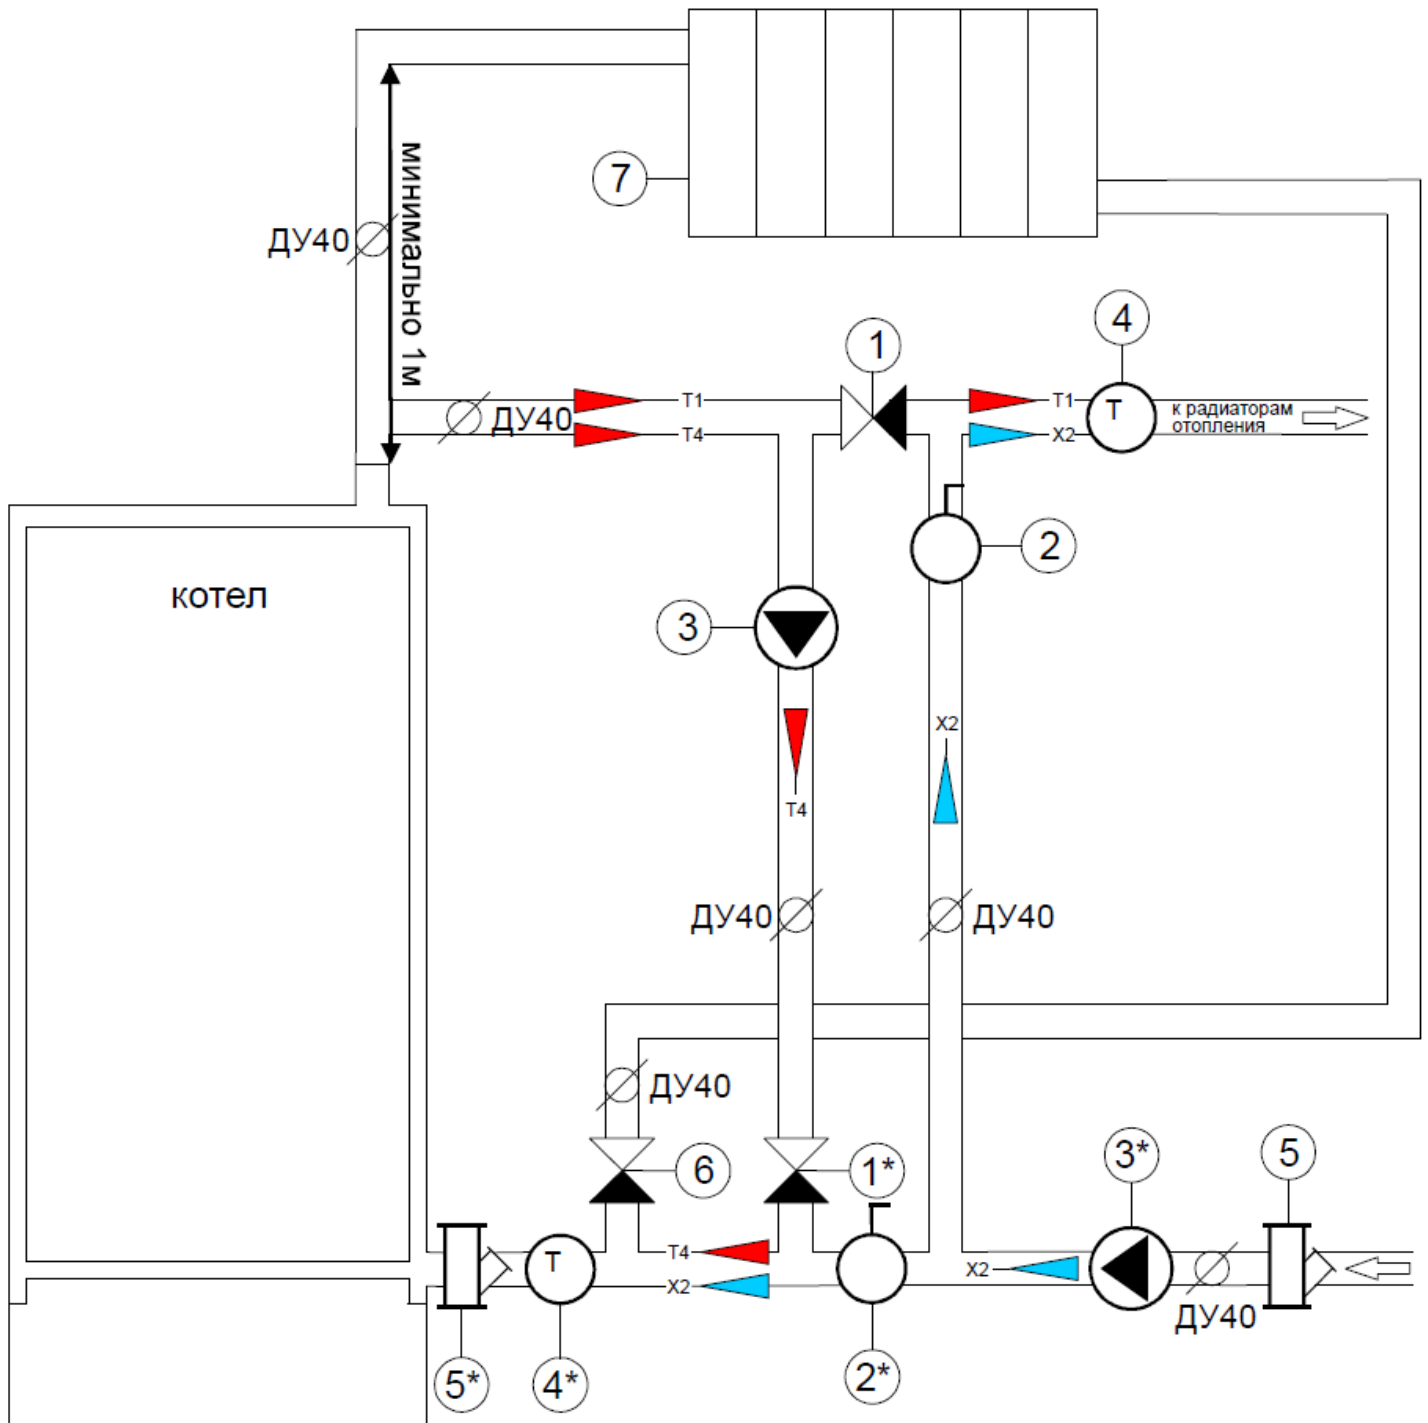 7
ДУ40
минимально 1м
4
1
ДУ40
T1
T4
T1
X2
T
к радиаторам
отопления
2
котел
3
X2
T4
ДУ40
ДУ40
ДУ40
6
1*
3*
5
T
T4
X2
X2
ДУ40
5*
4*
2*